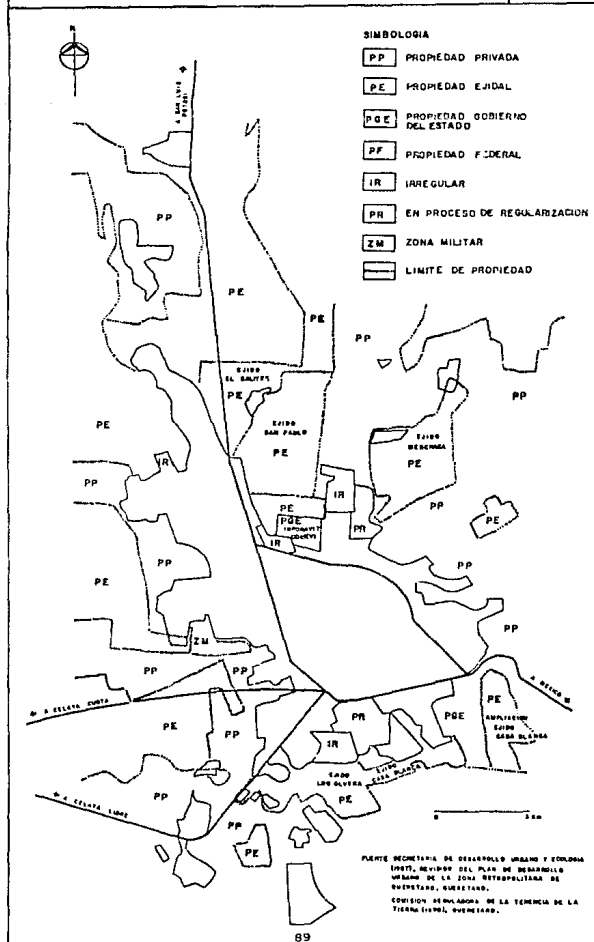 N
SIMBOLOGIA
PP PROPIEDAD PRIVADA
PE PROPIEDAD EJIDAL
PGE PROPIEDAD GOBIERNO
DEL ESTADO
PF PROPIEDAD FEDERAL
IR IRREGULAR
PR EN PROCESO DE REGULARIZACION
ZM ZONA MILITAR
LIMITE DE PROPIEDAD
A SAN LUIS
POTOSI
PP
PE
PE
PP
PP
EJIDO
EL SALITRE
PE
EJIDO
SAN PABLO
PE
EJIDO
MENCHACA
PE
PE
IR
PP
IR
PE
PGE
INFONAVIT
IR
PR
PP
PE
PP
PP
PE
ZM
PP
PP
PP
A CELAYA CUOTA
PE
PP
PR
IR
PGE
PE
AMPLIACION
EJIDO
CASA BLANCA
A MEXICO
EJIDO
LOS OLVERA
EJIDO
CASA BLANCA
PE
PP
A CELAYA LIBRE
PP
PE
0
FUENTE SECRETARIA DE DESARROLLO URBANO Y ECOLOGIA
(1987), REVISION DEL PLAN DE DESARROLLO
URBANO DE LA ZONA METROPOLITANA DE
QUERETARO, QUERETARO.
COMISION REGULADORA DE LA TENENCIA DE LA
TIERRA (1990), QUERETARO.
89